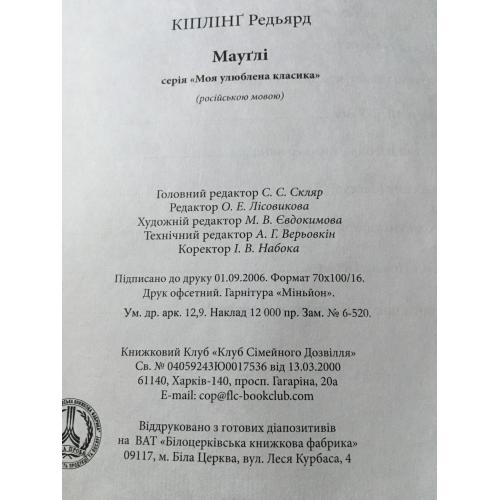 КІПЛІНҐ Редьярд
Мауґлі
серія «Моя улюблена класика»
(російською мовою)
Головний редактор С. С. Скляр
Редактор О. Е. Лісовикова
Художній редактор М. В. Євдокимова
Технічний редактор А. Г. Верьовкін
Коректор І. В. Набока
Підписано до друку 01.09.2006. Формат 70х100/16.
Друк офсетний. Гарнітура «Міньйон».
Ум. др. арк. 12,9. Наклад 12 000 пр. Зам. № 6-520.
Книжковий Клуб «Клуб Сімейного Дозвілля»
Св. № 04059243Ю0017536 від 13.03.2000
61140, Харків-140, просп. Гагаріна, 20а
E-mail: cop@flc-bookclub.com
Віддруковано з готових діапозитивів
на ВАТ «Білоцерківська книжкова фабрика»
09117, м. Біла Церква, вул. Леся Курбаса, 4